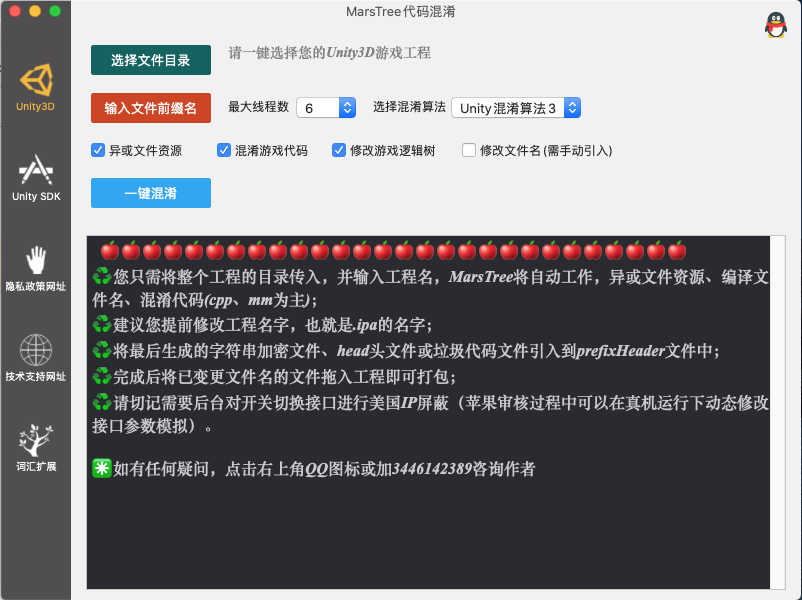 MarsTree代码混淆
Unity3D
Unity SDK
隐私政策网址
技术支持网址
词汇扩展
选择文件目录
请一键选择您的Unity3D游戏工程
输入文件前缀名
最大线程数
6
选择混淆算法
Unity混淆算法3
异或文件资源
混淆游戏代码
修改游戏逻辑树
修改文件名(需手动引入)
一键混淆
您只需将整个工程的目录传入，并输入工程名，MarsTree将自动工作，异或文件资源、编译文
件名、混淆代码(cpp、mm为主)；
建议您提前修改工程名字，也就是.ipa的名字；
将最后生成的字符串加密文件、head头文件或垃圾代码文件引入到prefixHeader文件中；
完成后将已变更文件名的文件拖入工程即可打包；
请切记需要后台对开关切换接口进行美国IP屏蔽（苹果审核过程中可以在真机运行下动态修改
接口参数模拟）。
如有任何疑问，点击右上角QQ图标或加3446142389咨询作者